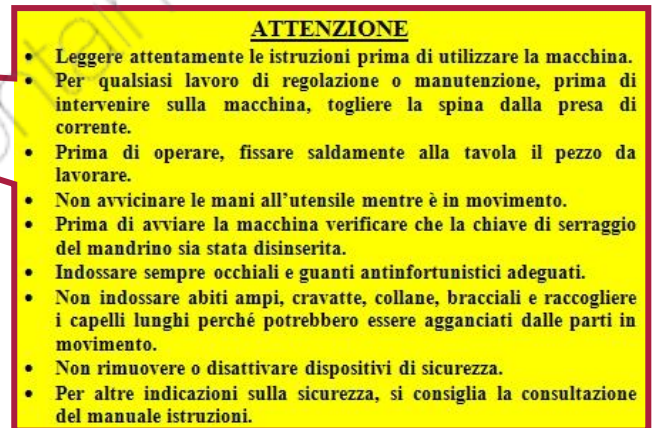 ATTENZIONE
• Leggere attentamente le istruzioni prima di utilizzare la macchina.
• Per qualsiasi lavoro di regolazione o manutenzione, prima di
intervenire sulla macchina, togliere la spina dalla presa di
corrente.
• Prima di operare, fissare saldamente alla tavola il pezzo da
lavorare.
• Non avvicinare le mani all'utensile mentre è in movimento.
• Prima di avviare la macchina verificare che la chiave di serraggio
del mandrino sia stata disinserita.
• Indossare sempre occhiali e guanti antinfortunistici adeguati.
• Non indossare abiti ampi, cravatte, collane, bracciali e raccogliere
i capelli lunghi perché potrebbero essere agganciati dalle parti in
movimento.
• Non rimuovere o disattivare dispositivi di sicurezza.
• Per altre indicazioni sulla sicurezza, si consiglia la consultazione
del manuale istruzioni.